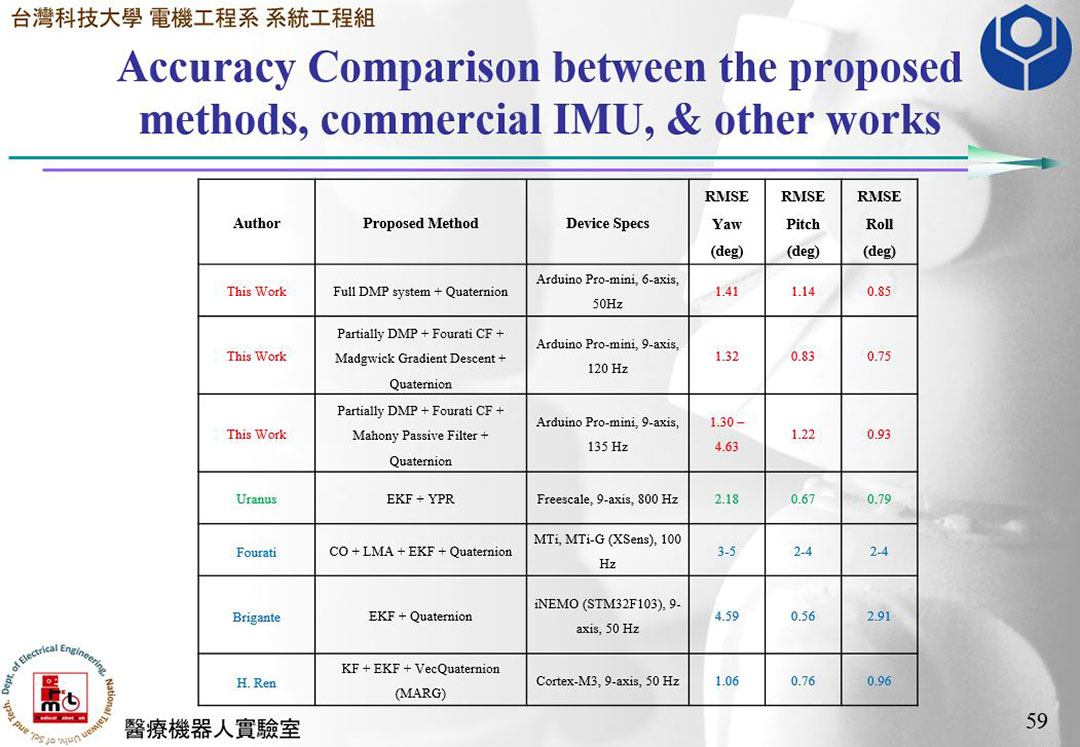 台灣科技大學 電機工程系 系統工程組
Accuracy Comparison between the proposed
methods, commercial IMU, & other works
Author
Proposed Method
Device Specs
RMSE
Yaw
(deg)
RMSE
Pitch
(deg)
RMSE
Roll
(deg)
This Work
Full DMP system + Quaternion
Arduino Pro-mini, 6-axis,
50Hz
1.41
1.14
0.85
This Work
Partially DMP + Fourati CF +
Madgwick Gradient Descent +
Quaternion
Arduino Pro-mini, 9-axis,
120 Hz
1.32
0.83
0.75
This Work
Partially DMP + Fourati CF +
Mahony Passive Filter +
Quaternion
Arduino Pro-mini, 9-axis,
135 Hz
1.30 –
4.63
1.22
0.93
Uranus
EKF + YPR
Freescale, 9-axis, 800 Hz
2.18
0.67
0.79
Fourati
CO + LMA + EKF + Quaternion
MTi, MTi-G (XSens), 100
Hz
3-5
2-4
2-4
Brigante
EKF + Quaternion
iNEMO (STM32F103), 9-
axis, 50 Hz
4.59
0.56
2.91
H. Ren
KF + EKF + VecQuaternion
(MARG)
Cortex-M3, 9-axis, 50 Hz
1.06
0.76
0.96
Dept. of Electrical Engineering, National Taiwan Univ. of Sci. and Tech.
醫療機器人實驗室
59